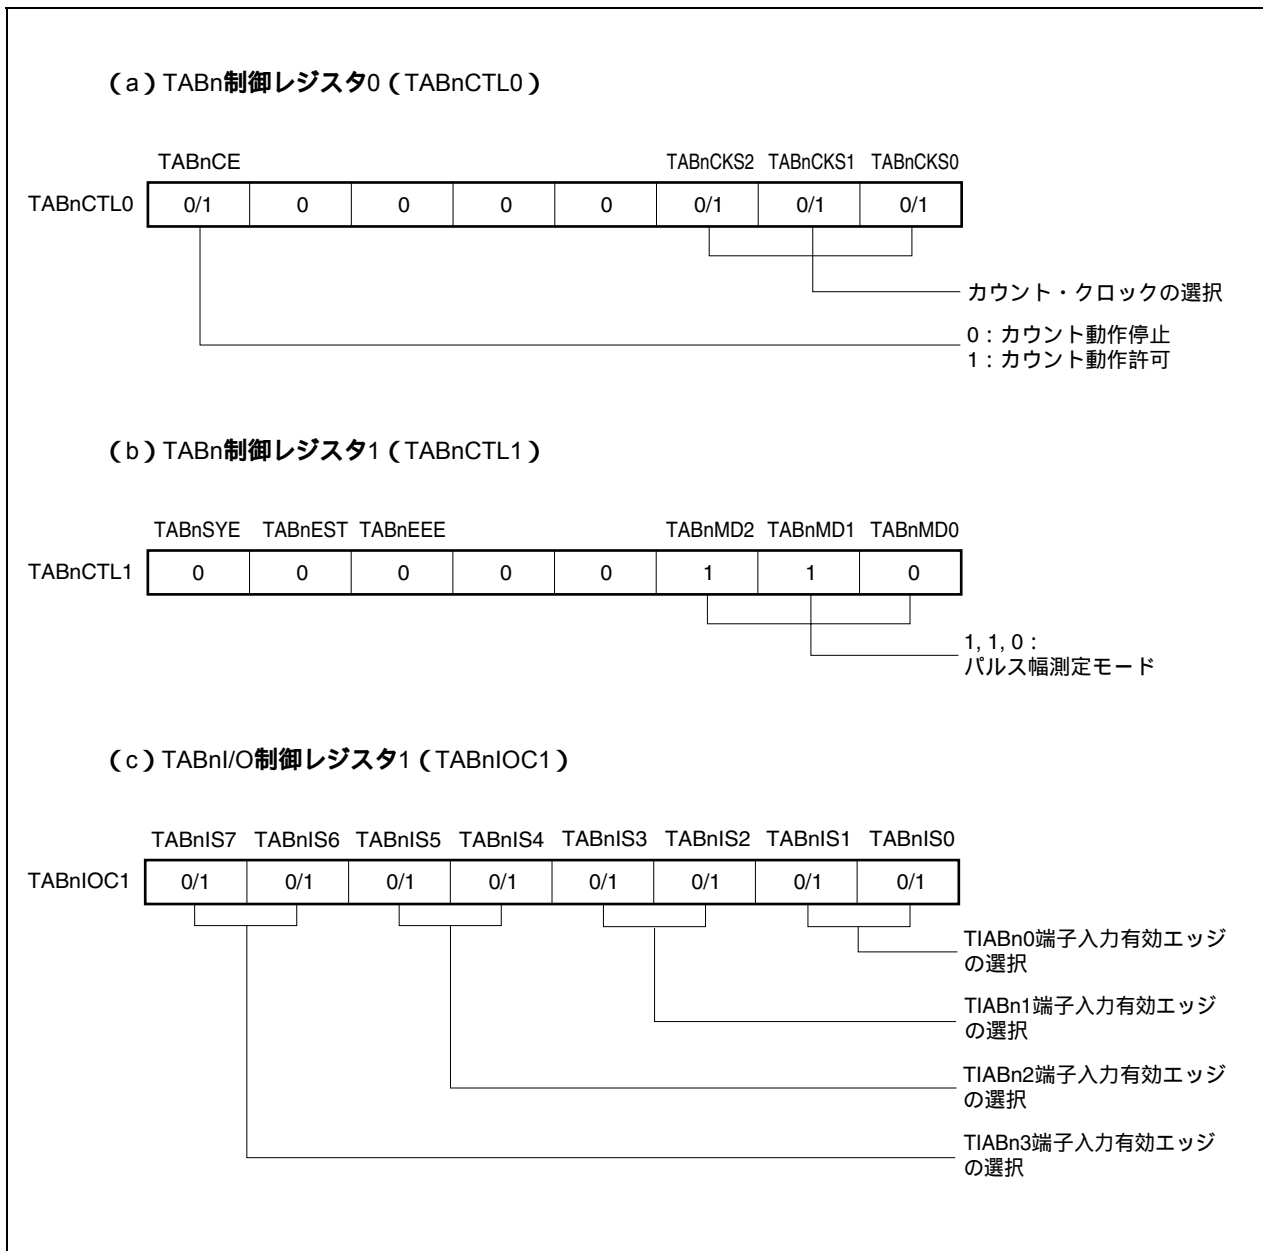 (a) TABn制御レジスタ0 (TABnCTL0)
TABnCE TABnCKS2 TABnCKS1 TABnCKS0
TABnCTL0 0/1 0 0 0 0 0/1 0/1 0/1
カウント・クロックの選択
0:カウント動作停止
1:カウント動作許可
(b) TABn制御レジスタ1 (TABnCTL1)
TABnSYE TABnEST TABnEEE TABnMD2 TABnMD1 TABnMD0
TABnCTL1 0 0 0 0 0 1 1 0
1, 1, 0:
パルス幅測定モード
(c) TABnI/O制御レジスタ1 (TABnIOC1)
TABnIS7 TABnIS6 TABnIS5 TABnIS4 TABnIS3 TABnIS2 TABnIS1 TABnIS0
TABnIOC1 0/1 0/1 0/1 0/1 0/1 0/1 0/1 0/1
TIABn0端子入力有効エッジ
の選択
TIABn1端子入力有効エッジ
の選択
TIABn2端子入力有効エッジ
の選択
TIABn3端子入力有効エッジ
の選択